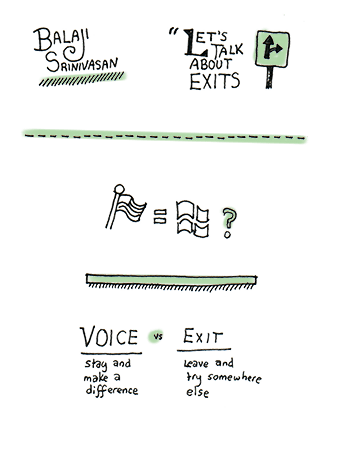 BALAJI
SRINIVASAN
"LET'S
TALK
ABOUT
EXITS
= ?
VOICE vs EXIT
stay and
make a
difference
Leave and
try somewhere
else